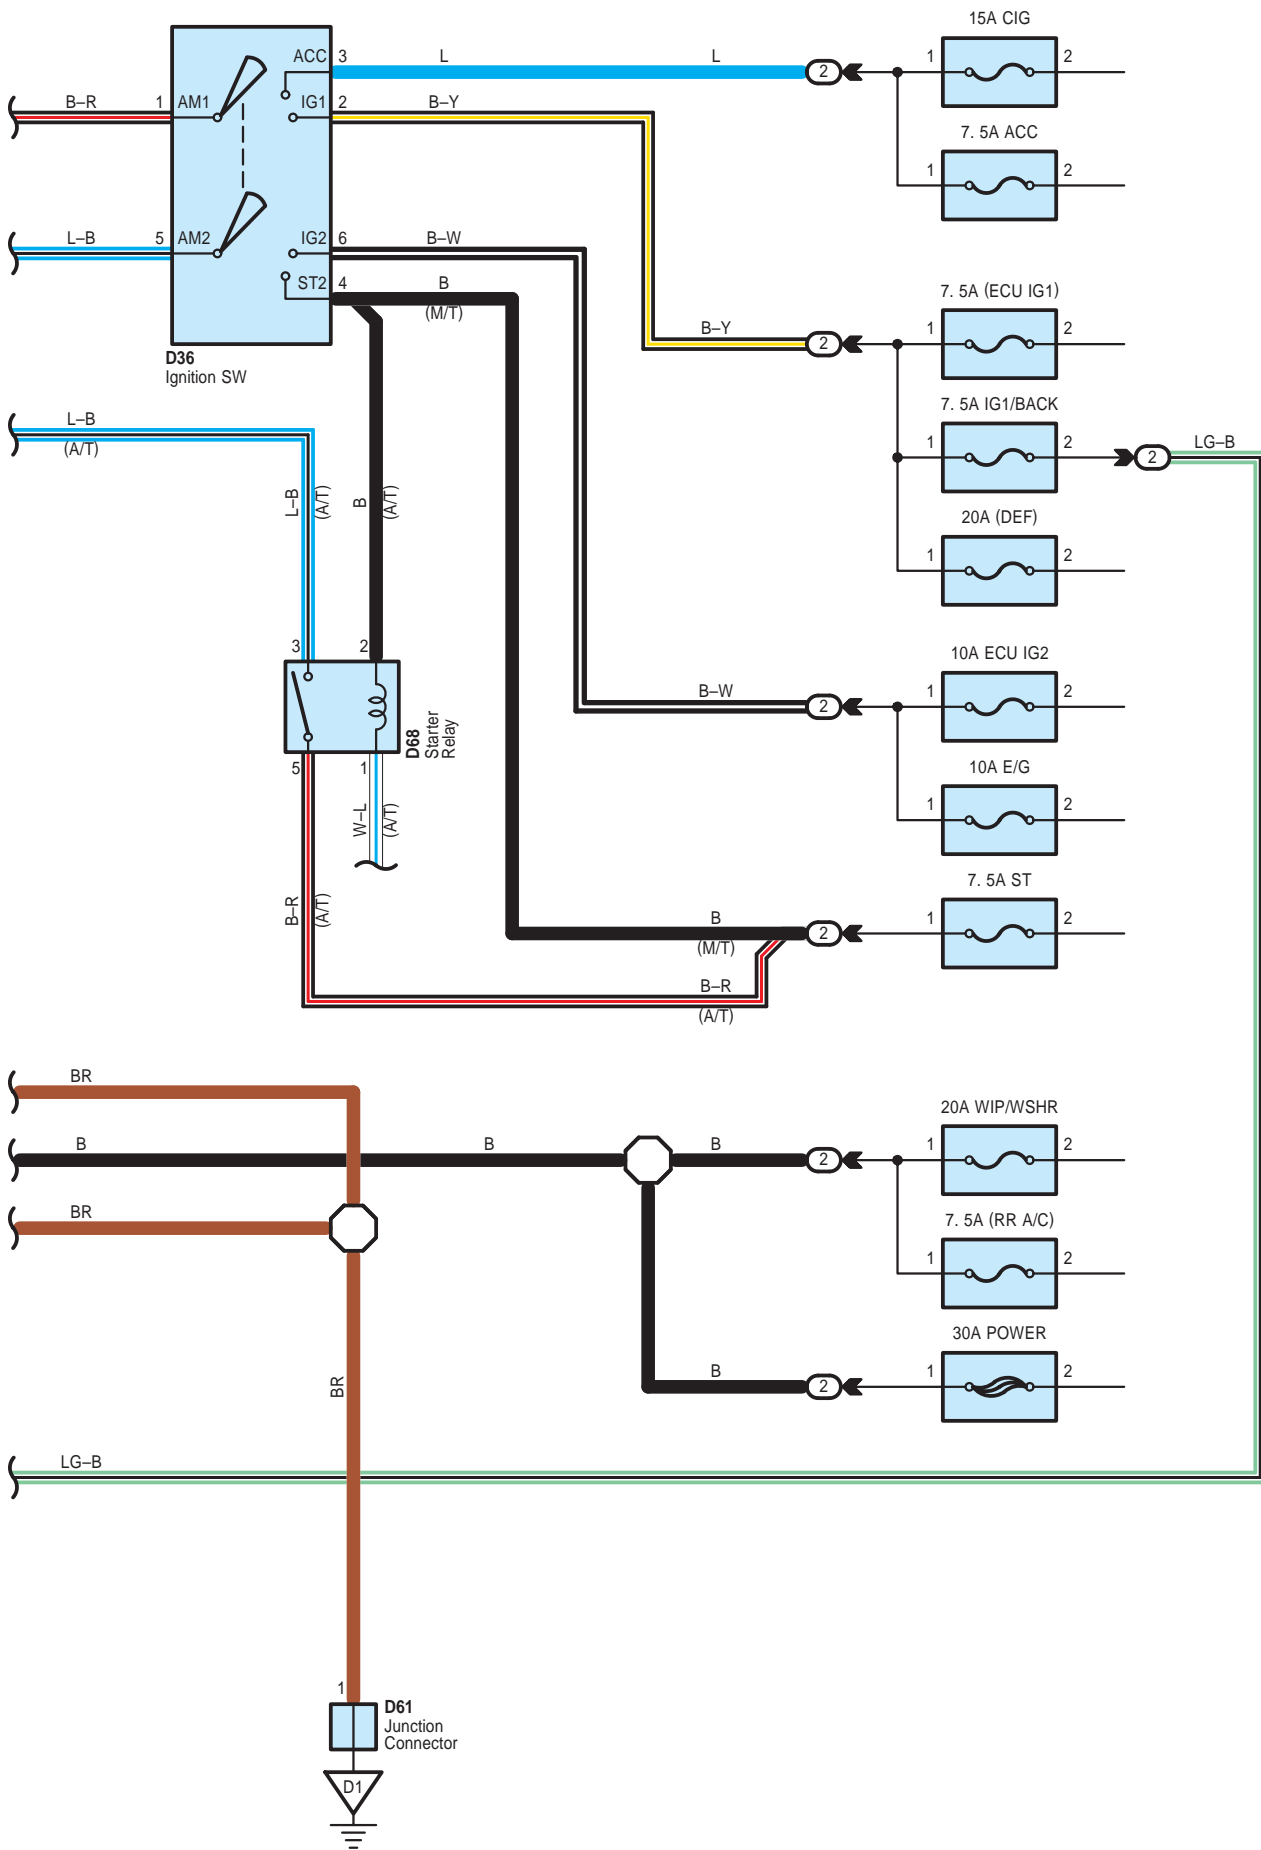 15A CIG
ACC 3 L L 2 1 2
B–R 1 AM1 IG1 2 B–Y
7. 5A ACC
1 2
L–B 5 AM2 IG2 6 B–W
ST2 4 B
(M/T)
7. 5A (ECU IG1)
B–Y 2 1 2
D36
Ignition SW
7. 5A IG1/BACK
L–B
(A/T)
1 2 2 LG–B
L–B
(A/T)
B
(A/T)
20A (DEF)
1 2
3 2
10A ECU IG2
B–W 2 1 2
D68
Starter
Relay
5 1
10A E/G
W–L
(A/T)
1 2
7. 5A ST
B–R
(A/T)
B
(M/T)
2 1 2
B–R
(A/T)
BR
20A WIP/WSHR
B B B 2 1 2
BR
7. 5A (RR A/C)
1 2
30A POWER
BR
B 2 1 2
LG–B
1
D61
Junction
Connector
D1